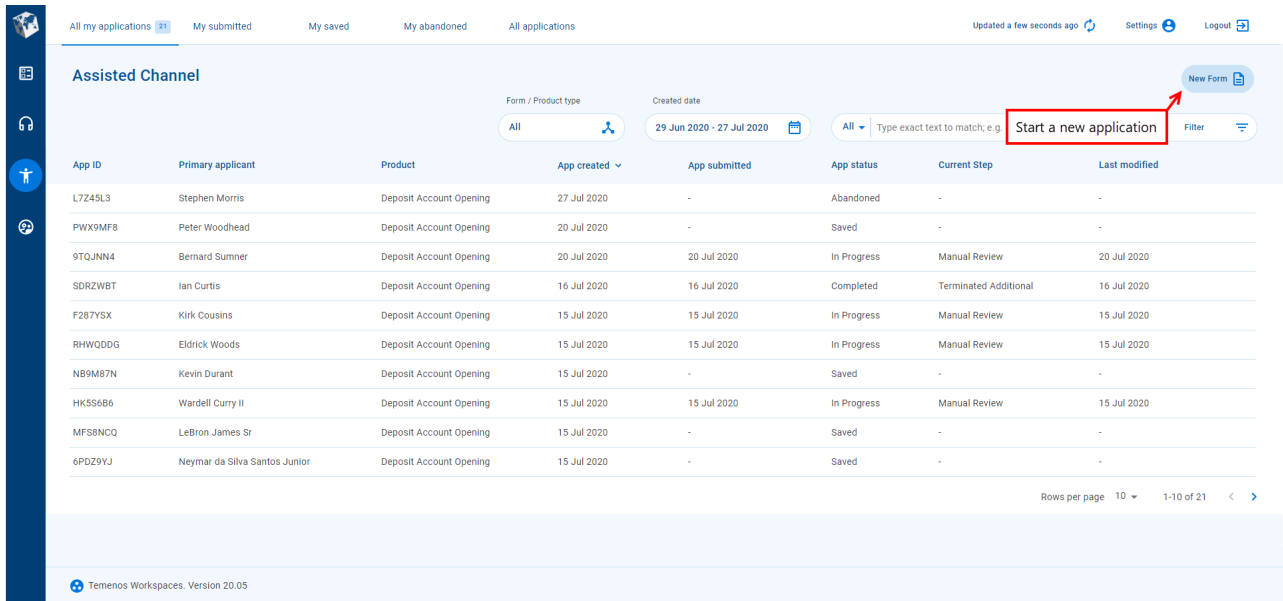 All my applications 21 My submitted My saved My abandoned All applications Updated a few seconds ago Settings Logout
Assisted Channel
New Form
Form / Product type Created date
All 29 Jun 2020 - 27 Jul 2020 All Type exact text to match; e.g. Start a new application Filter
App ID Primary applicant Product App created App submitted App status Current Step Last modified
L7Z45L3 Stephen Morris Deposit Account Opening 27 Jul 2020 - Abandoned - -
PWX9MF8 Peter Woodhead Deposit Account Opening 20 Jul 2020 - Saved - -
9TQJNN4 Bernard Sumner Deposit Account Opening 20 Jul 2020 20 Jul 2020 In Progress Manual Review 20 Jul 2020
SDRZWBT Ian Curtis Deposit Account Opening 16 Jul 2020 16 Jul 2020 Completed Terminated Additional 16 Jul 2020
F287YSX Kirk Cousins Deposit Account Opening 15 Jul 2020 15 Jul 2020 In Progress Manual Review 15 Jul 2020
RHWQDDG Eldrick Woods Deposit Account Opening 15 Jul 2020 15 Jul 2020 In Progress Manual Review 15 Jul 2020
NB9M87N Kevin Durant Deposit Account Opening 15 Jul 2020 - Saved - -
HK5S6B6 Wardell Curry II Deposit Account Opening 15 Jul 2020 15 Jul 2020 In Progress Manual Review 15 Jul 2020
MFS8NCQ LeBron James Sr Deposit Account Opening 15 Jul 2020 - Saved - -
6PDZ9YJ Neymar da Silva Santos Junior Deposit Account Opening 15 Jul 2020 - Saved - -
Rows per page 10 1-10 of 21
Temenos Workspaces. Version 20.05